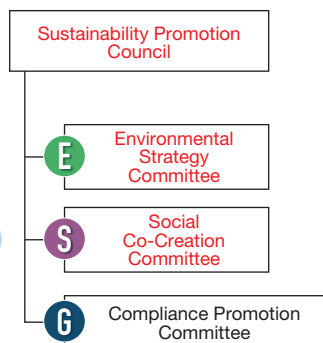 Sustainability Promotion
Council
E
Environmental
Strategy
Committee
S
Social
Co-Creation
Committee
G
Compliance Promotion
Committee